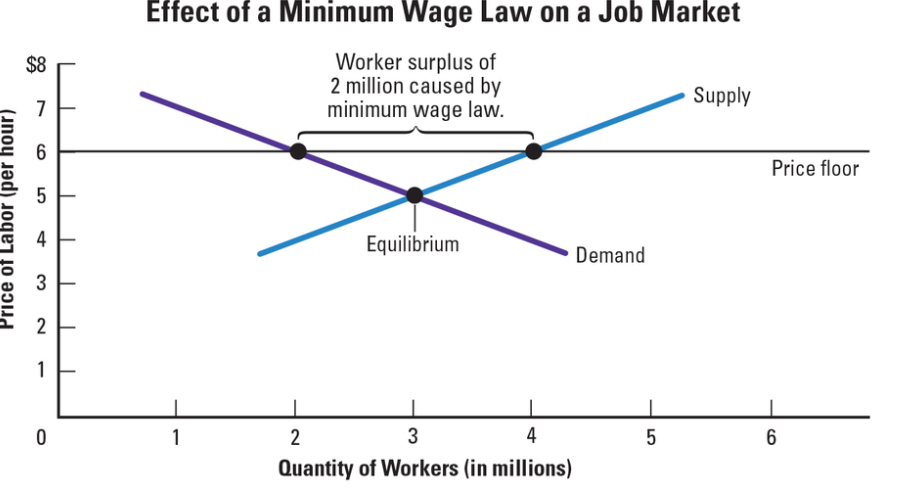 Effect of a Minimum Wage Law on a Job Market
Worker surplus of
2 million caused by
minimum wage law.
Supply
Price floor
Equilibrium
Demand
Price of Labor (per hour)
$8
7
6
5
4
3
2
1
0
1
2
3
4
5
6
Quantity of Workers (in millions)